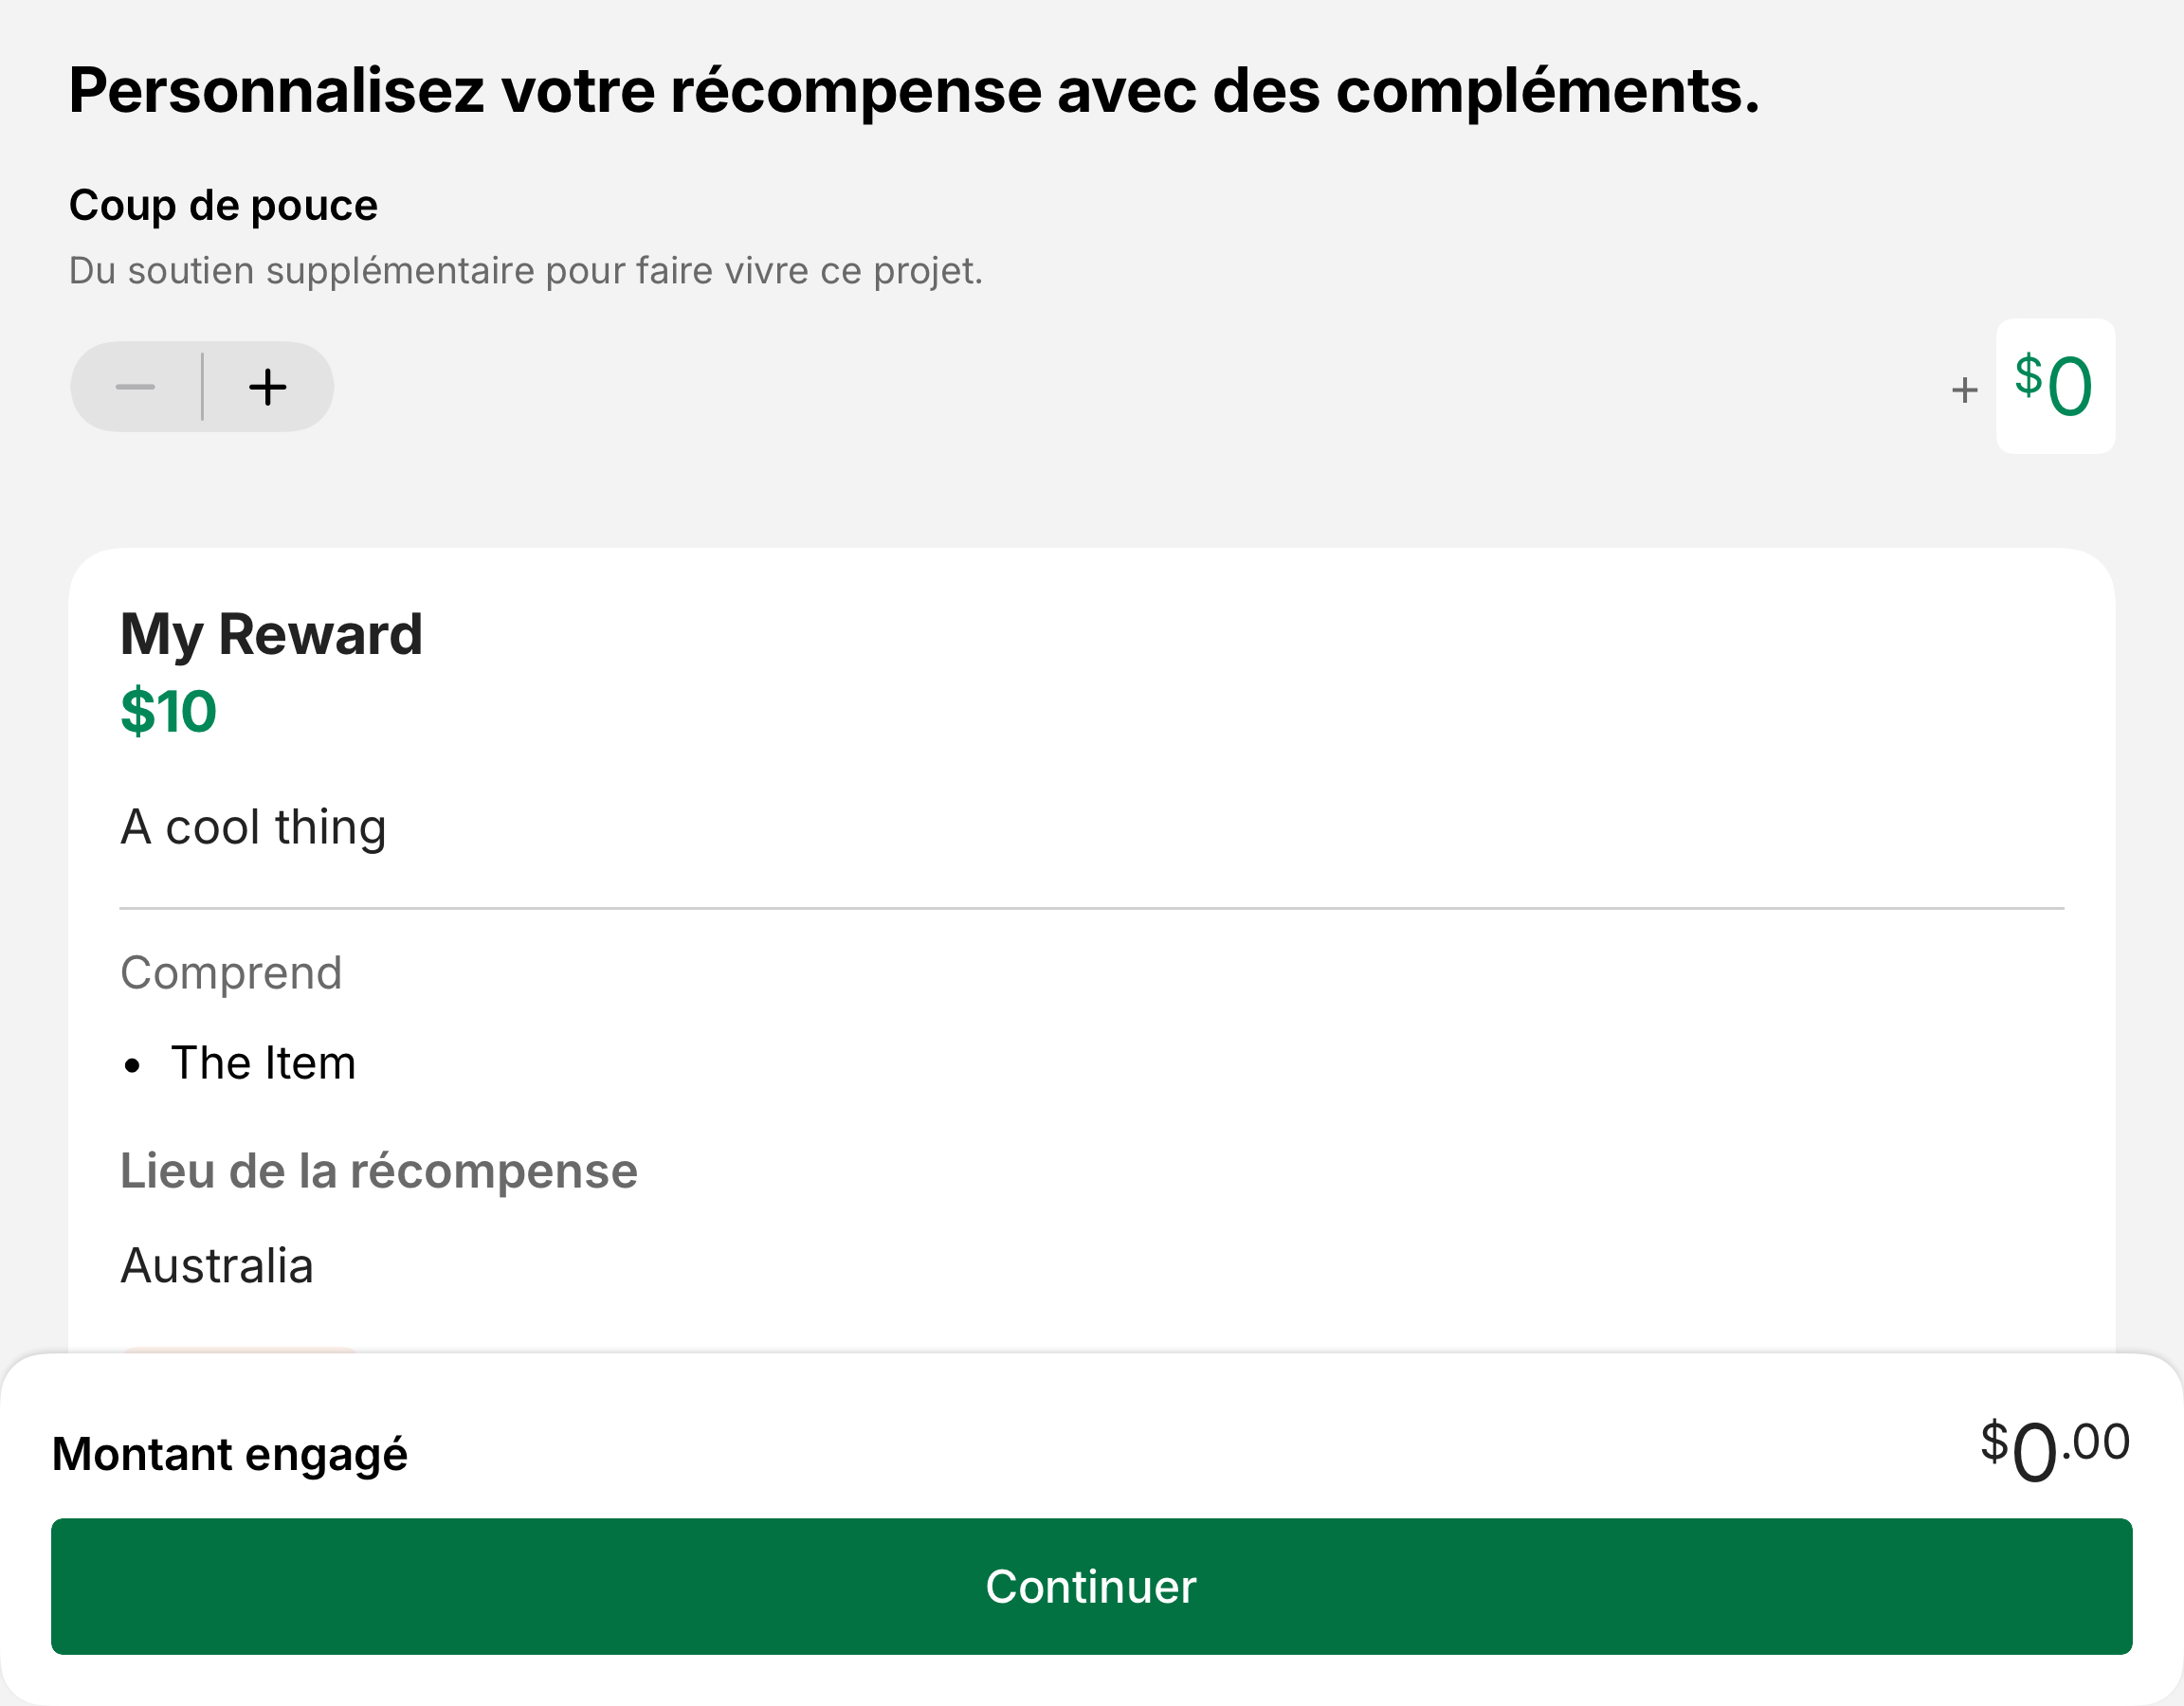 Personnalisez votre récompense avec des compléments.
Coup de pouce
Du soutien supplémentaire pour faire vivre ce projet.
+ $0
My Reward
$10
A cool thing
Comprend
• The Item
Lieu de la récompense
Australia
Montant engagé $0.00
Continuer